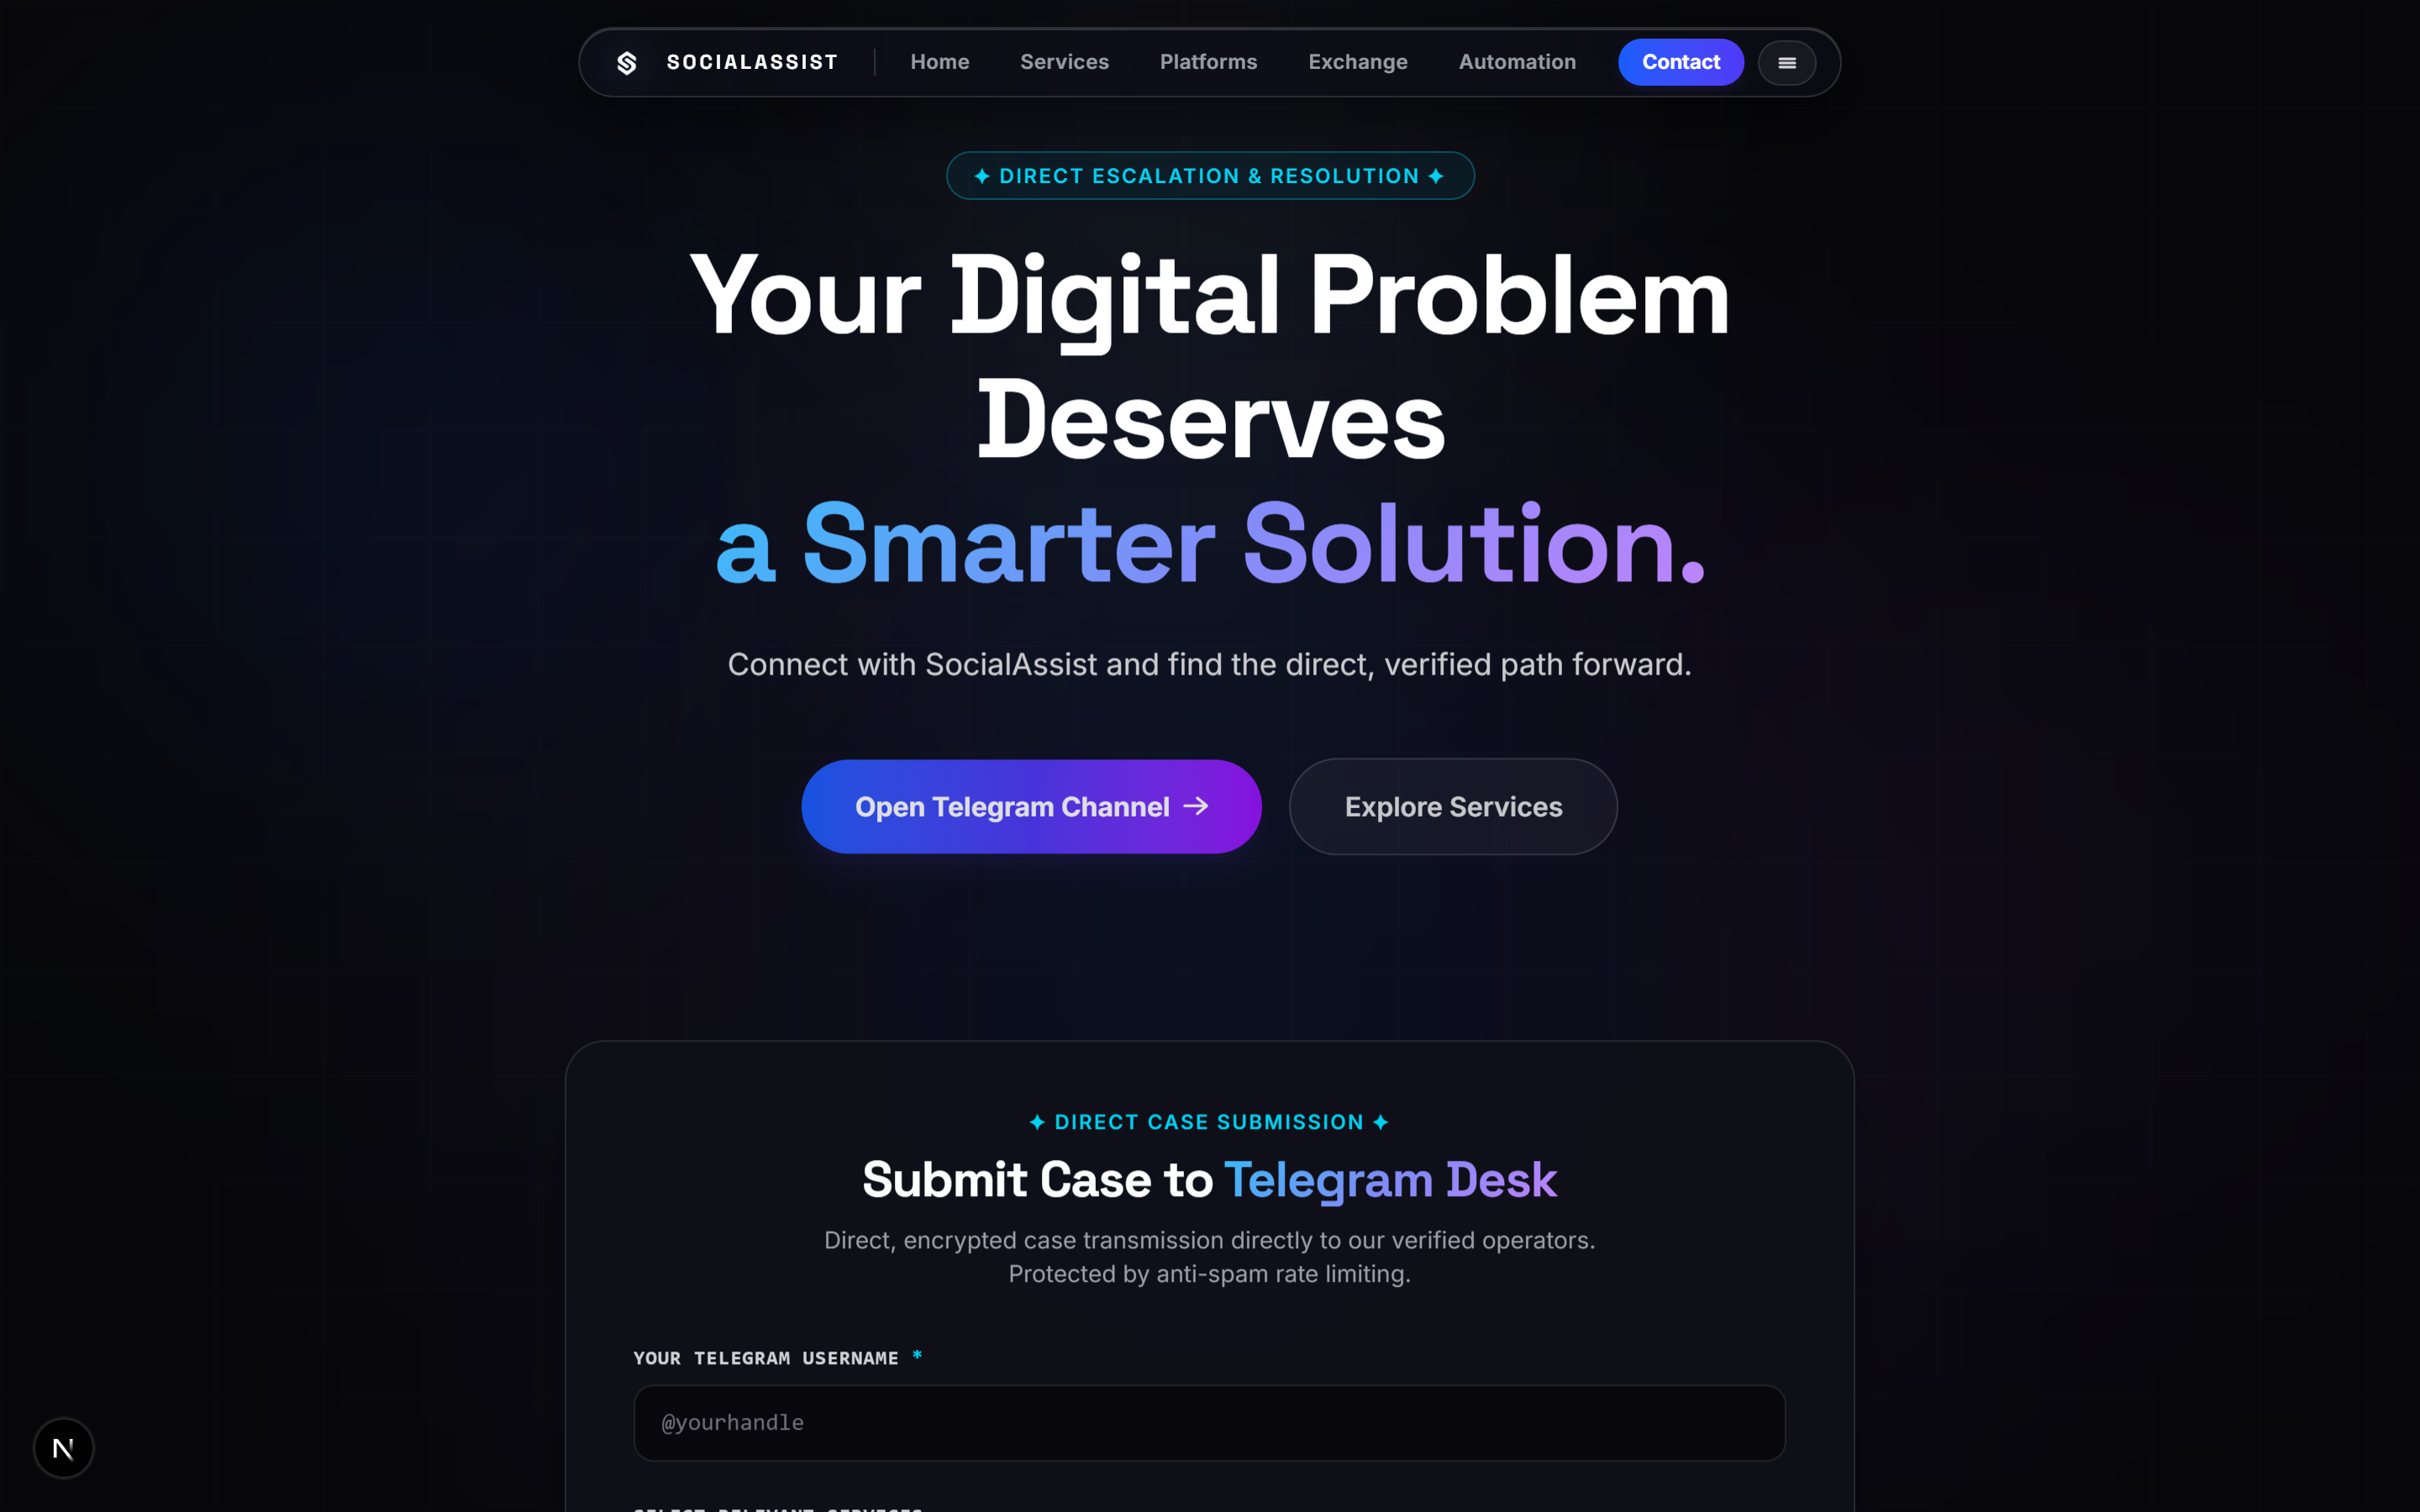 SOCIALASSIST
Home
Services
Platforms
Exchange
Automation
Contact
✦ DIRECT ESCALATION & RESOLUTION ✦
Your Digital Problem
Deserves
a Smarter Solution.
Connect with SocialAssist and find the direct, verified path forward.
Open Telegram Channel →
Explore Services
✦ DIRECT CASE SUBMISSION ✦
Submit Case to Telegram Desk
Direct, encrypted case transmission directly to our verified operators.
Protected by anti-spam rate limiting.
YOUR TELEGRAM USERNAME *
@yourhandle
N